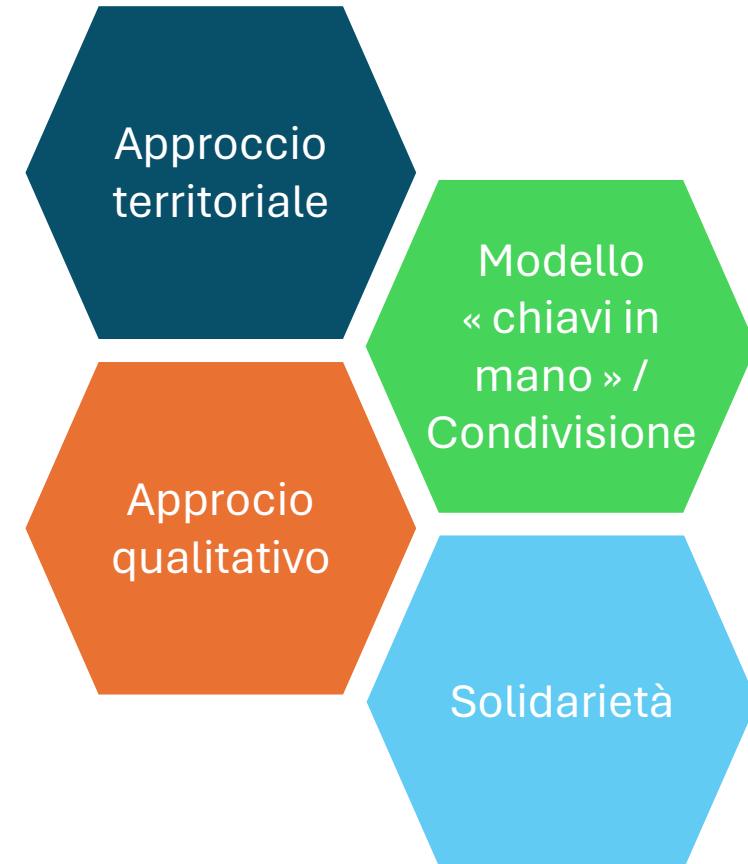 Approccio
territoriale
Modello
« chiavi in
mano » /
Condivisione
Approcio
qualitativo
Solidarietà